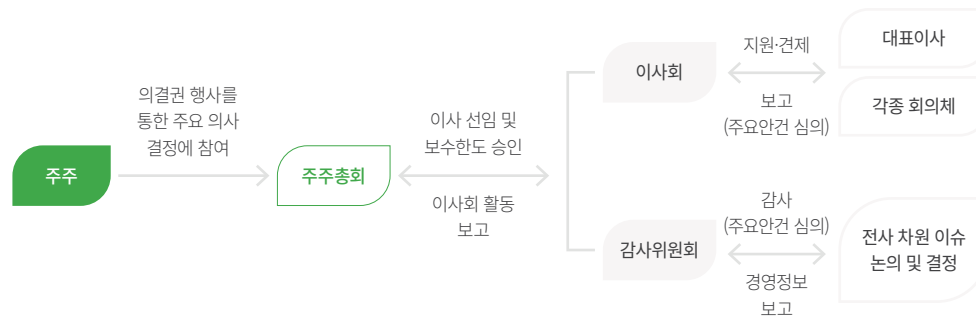 주주
의결권 행사를
통한 주요 의사
결정에 참여
주주총회
이사 선임 및
보수한도 승인
이사회 활동
보고
이사회
지원·견제
보고
(주요안건 심의)
대표이사
각종 회의체
감사위원회
감사
(주요안건 심의)
경영정보
보고
전사 차원 이슈
논의 및 결정